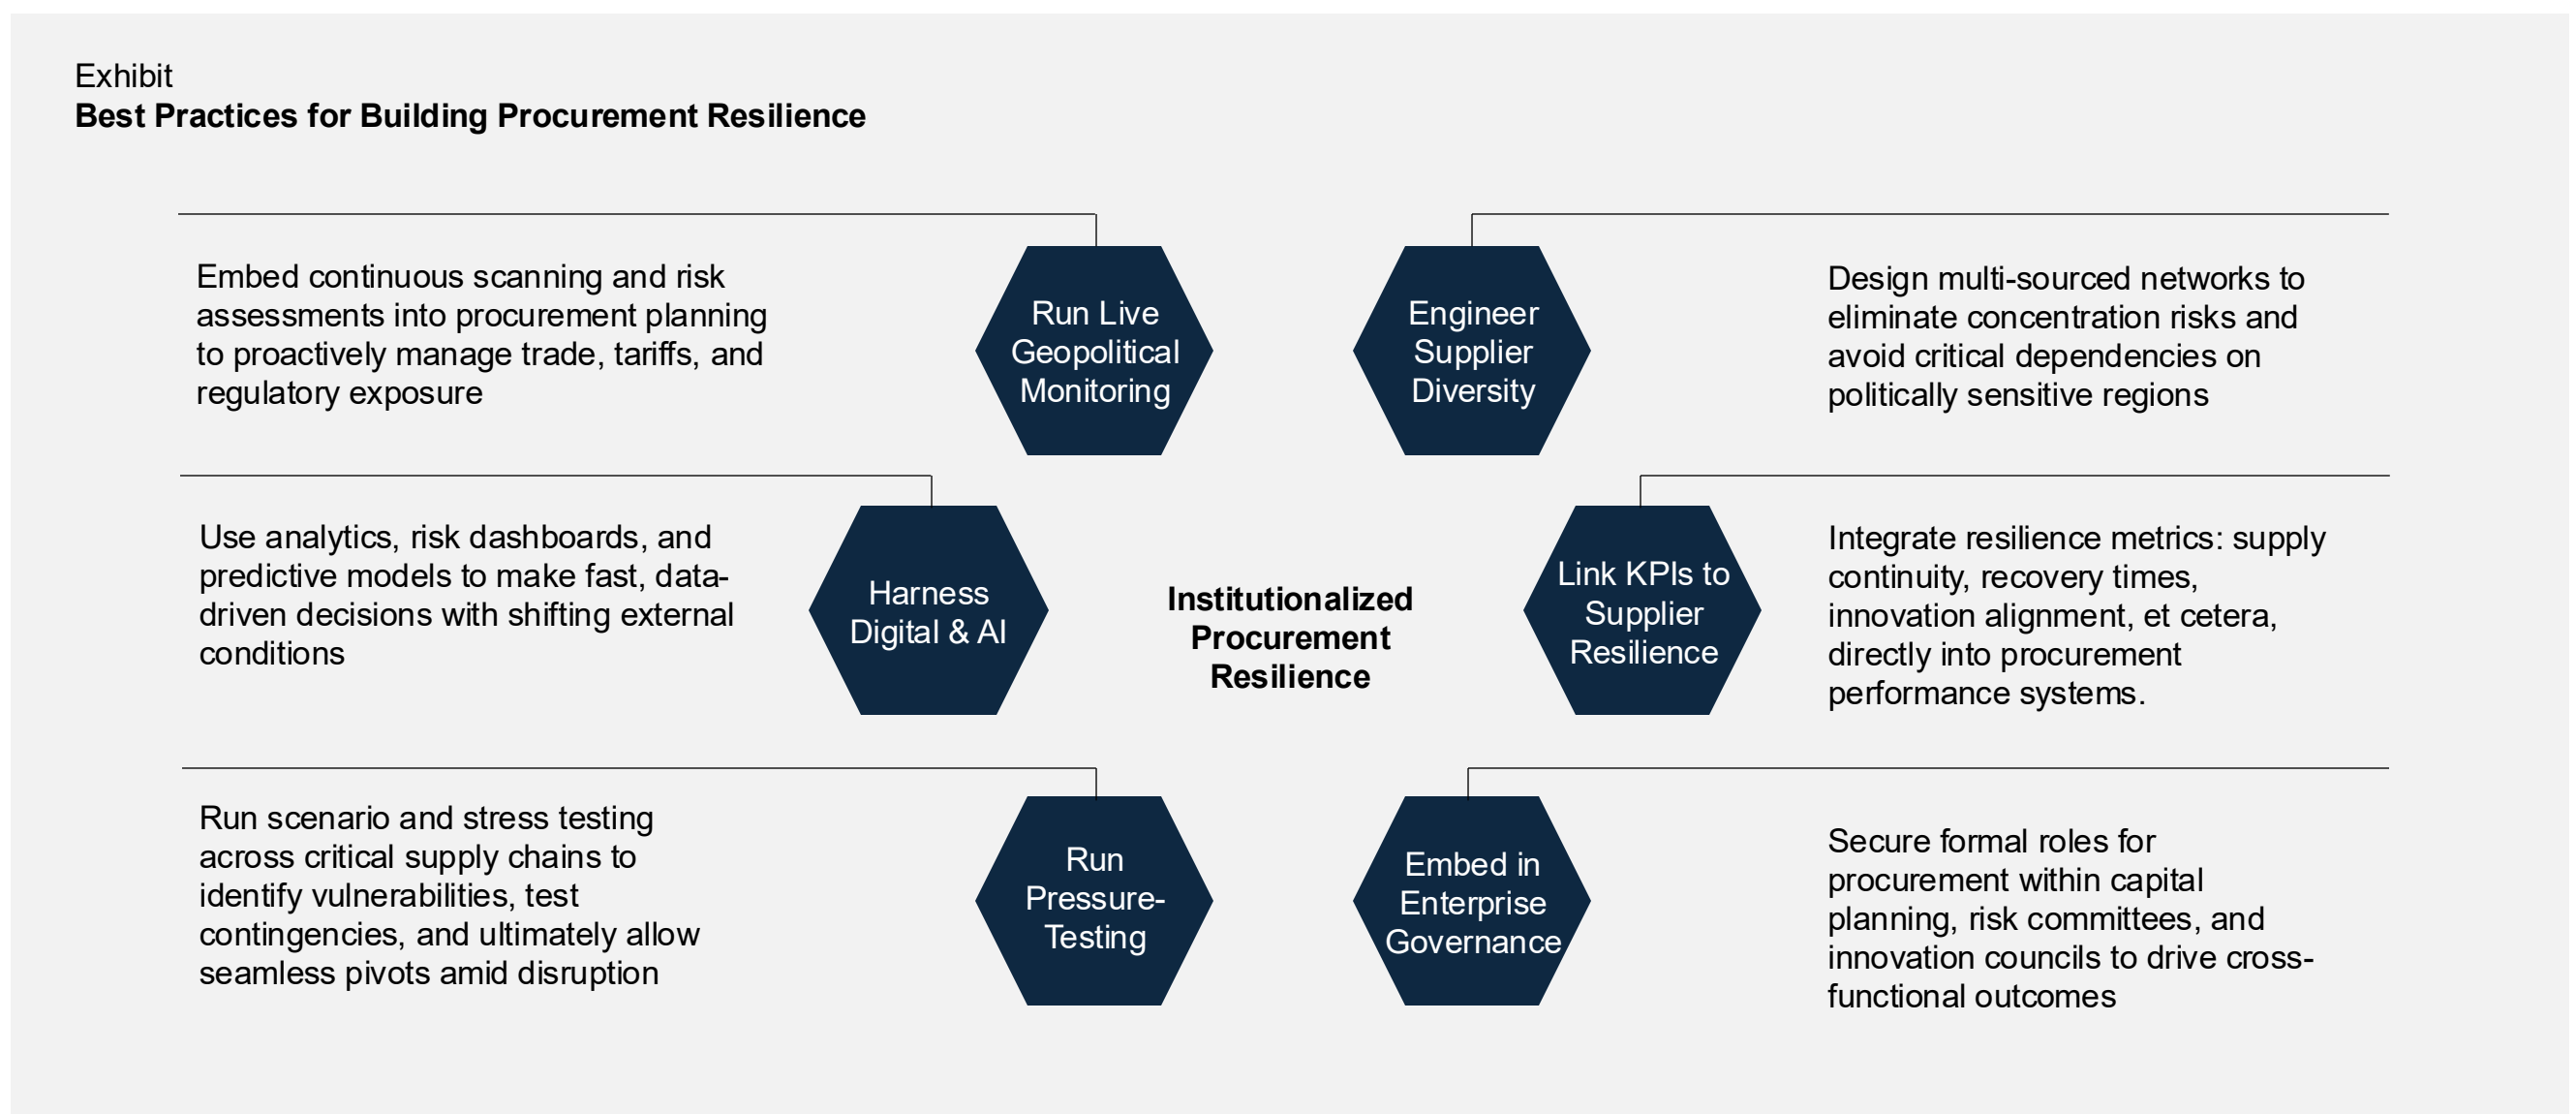 Exhibit
Best Practices for Building Procurement Resilience
Embed continuous scanning and risk
assessments into procurement planning
to proactively manage trade, tariffs, and
regulatory exposure
Run Live
Geopolitical
Monitoring
Engineer
Supplier
Diversity
Design multi-sourced networks to
eliminate concentration risks and
avoid critical dependencies on
politically sensitive regions
Use analytics, risk dashboards, and
predictive models to make fast, data-
driven decisions with shifting external
conditions
Harness
Digital & AI
Institutionalized
Procurement
Resilience
Link KPIs to
Supplier
Resilience
Integrate resilience metrics: supply
continuity, recovery times,
innovation alignment, et cetera,
directly into procurement
performance systems.
Run scenario and stress testing
across critical supply chains to
identify vulnerabilities, test
contingencies, and ultimately allow
seamless pivots amid disruption
Run
Pressure-
Testing
Embed in
Enterprise
Governance
Secure formal roles for
procurement within capital
planning, risk committees, and
innovation councils to drive cross-
functional outcomes